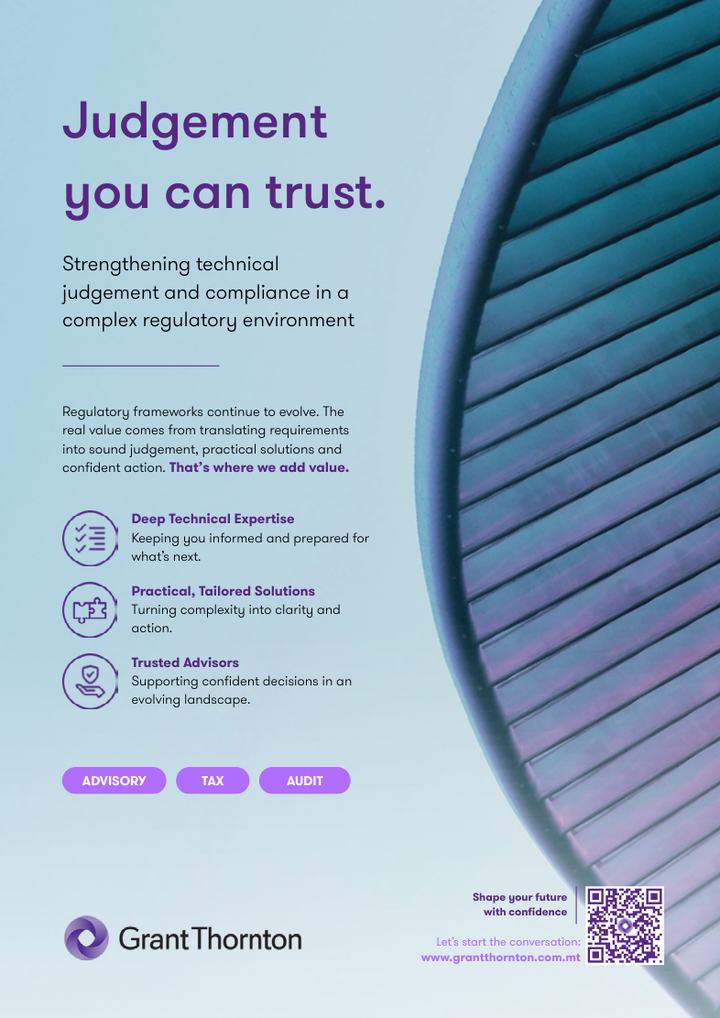 Judgement
you can trust.
Strengthening technical
judgement and compliance in a
complex regulatory environment
Regulatory frameworks continue to evolve. The
real value comes from translating requirements
into sound judgement, practical solutions and
confident action. That's where we add value.
Deep Technical Expertise
Keeping you informed and prepared for
what's next.
Practical, Tailored Solutions
Turning complexity into clarity and
action.
Trusted Advisors
Supporting confident decisions in an
evolving landscape.
ADVISORY TAX AUDIT
Shape your future
with confidence
Let's start the conversation:
www.grantthornton.com.mt
Grant Thornton